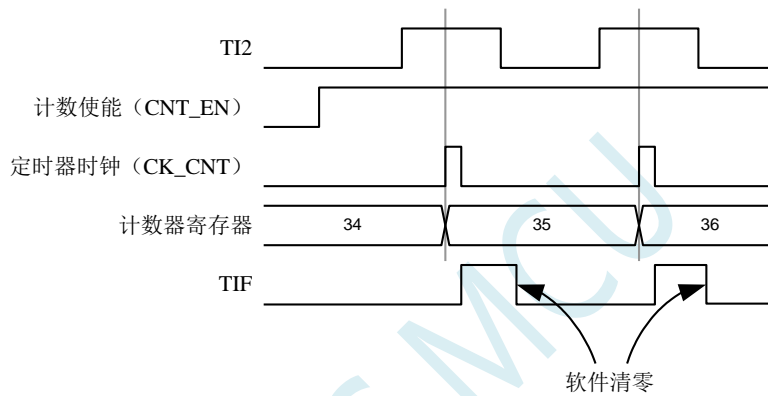 TI2
计数使能（CNT_EN）
定时器时钟（CK_CNT）
计数器寄存器 34 35 36
TIF
软件清零
MCU